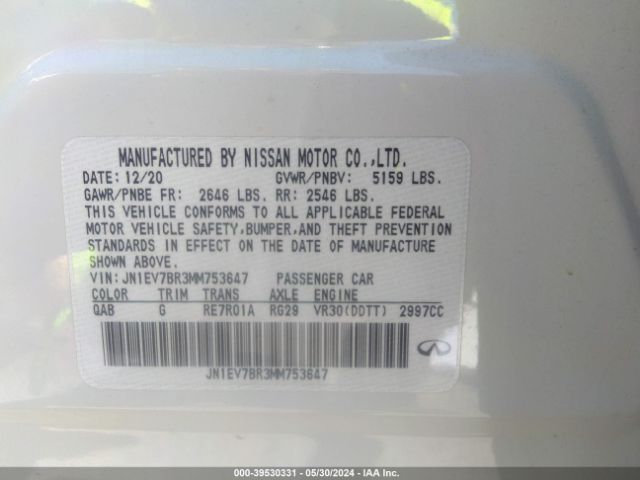 MANUFACTURED BY NISSAN MOTOR CO.,LTD.
DATE: 12/20 GVWR/PNBV: 5159 LBS.
GAWR/PNBE FR: 2646 LBS. RR: 2546 LBS.
THIS VEHICLE CONFORMS TO ALL APPLICABLE FEDERAL
MOTOR VEHICLE SAFETY,BUMPER,AND THEFT PREVENTION
STANDARDS IN EFFECT ON THE DATE OF MANUFACTURE
SHOWN ABOVE.
VIN:JN1EV7BR3MM753647 PASSENGER CAR
COLOR TRIM TRANS AXLE ENGINE
QAB G RE7R01A RG29 VR30(DDTT) 2997CC
JN1EV7BR3MM753647
000-39530331 - 05/30/2024 - IAA Inc.